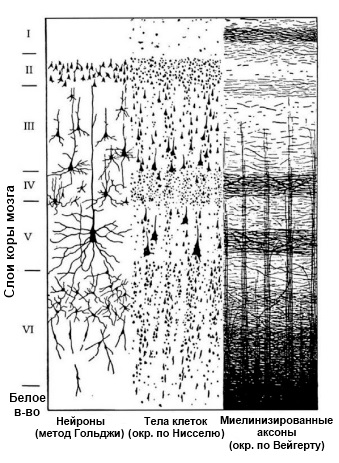 Слои коры мозга
I
II
III
IV
V
VI
Белое
в-во
Нейроны
(метод Гольджи)
Тела клеток
(окр. по Нисселю)
Миелинизированные
аксоны
(окр. по Вейгерту)